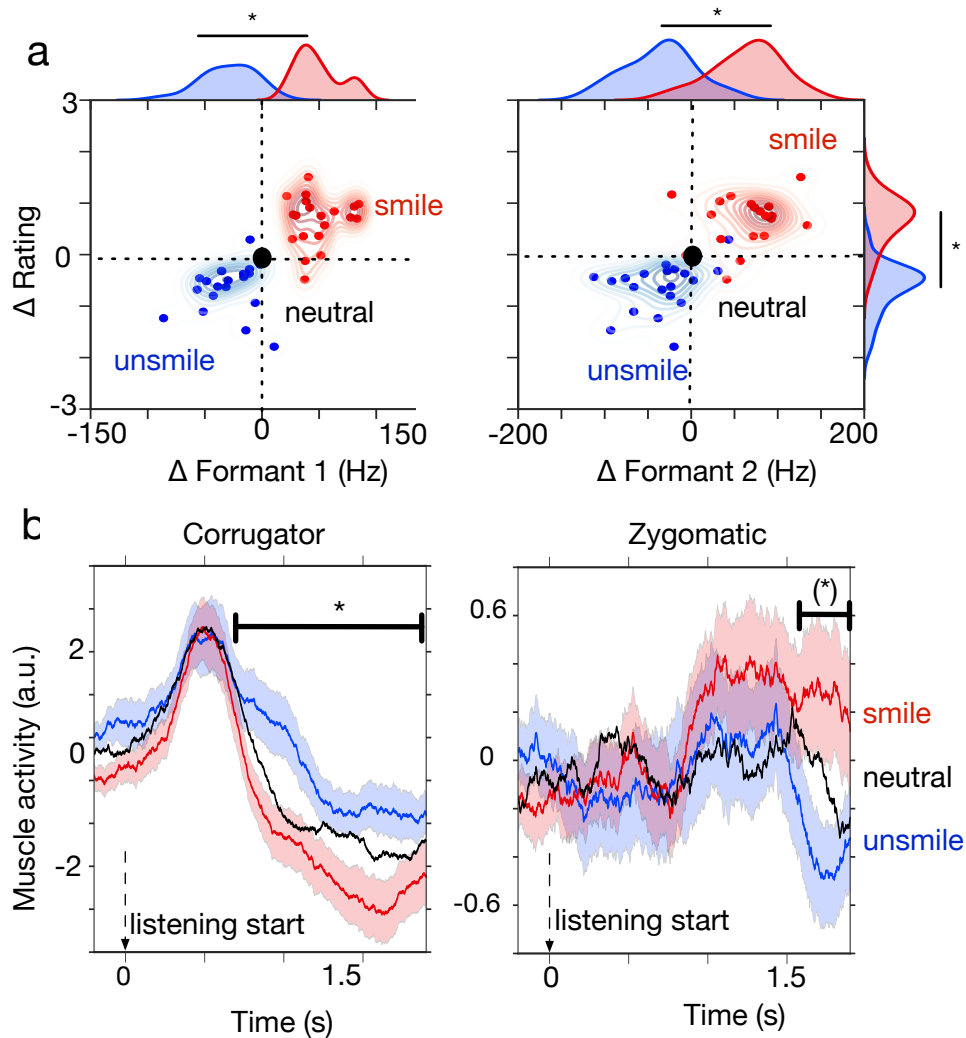 a
*
*
3
0
-3
Δ Rating
smile
neutral
unsmile
-150
0
150
Δ Formant 1 (Hz)
smile
neutral
unsmile
*
-200
0
200
Δ Formant 2 (Hz)
b
Corrugator
Zygomatic
Muscle activity (a.u.)
2
0
-2
*
listening start
0
1.5
Time (s)
0.6
0
-0.6
(*)
smile
neutral
unsmile
listening start
0
1.5
Time (s)